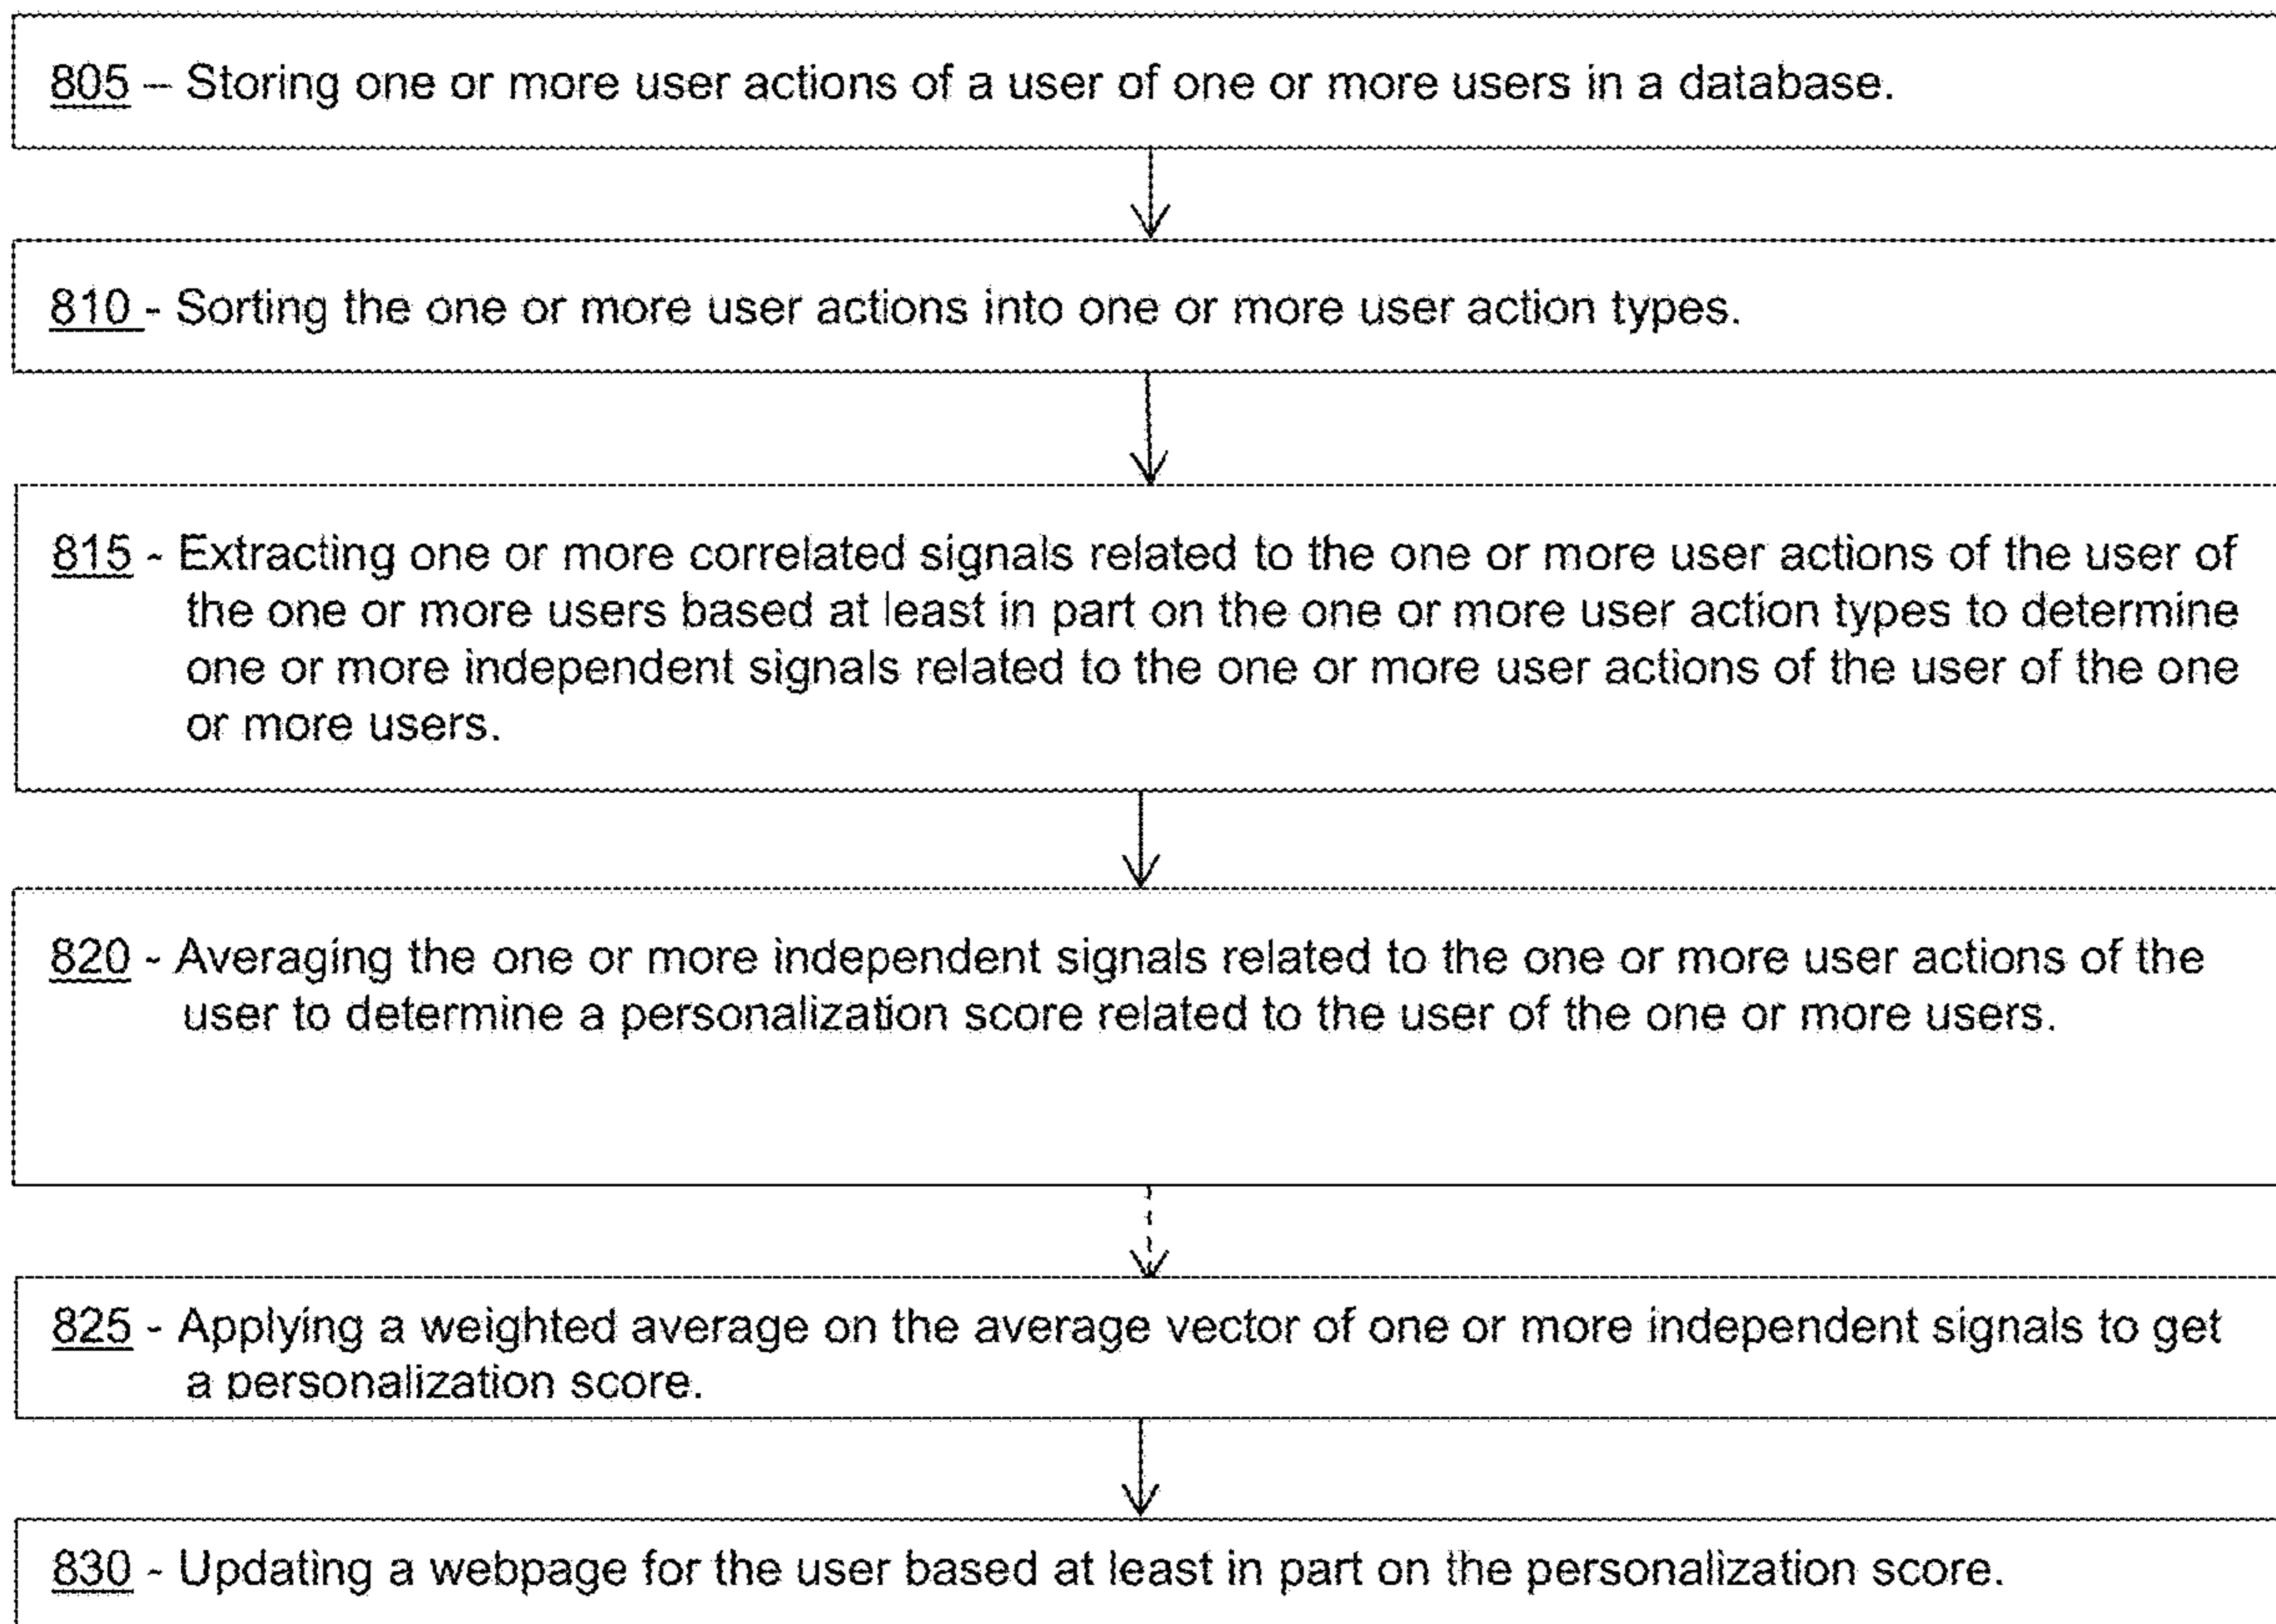 805 – Storing one or more user actions of a user of one or more users in a database.
810 - Sorting the one or more user actions into one or more user action types.
815 - Extracting one or more correlated signals related to the one or more user actions of the user of
the one or more users based at least in part on the one or more user action types to determine
one or more independent signals related to the one or more user actions of the user of the one
or more users.
820 - Averaging the one or more independent signals related to the one or more user actions of the
user to determine a personalization score related to the user of the one or more users.
825 - Applying a weighted average on the average vector of one or more independent signals to get
a personalization score.
830 - Updating a webpage for the user based at least in part on the personalization score.